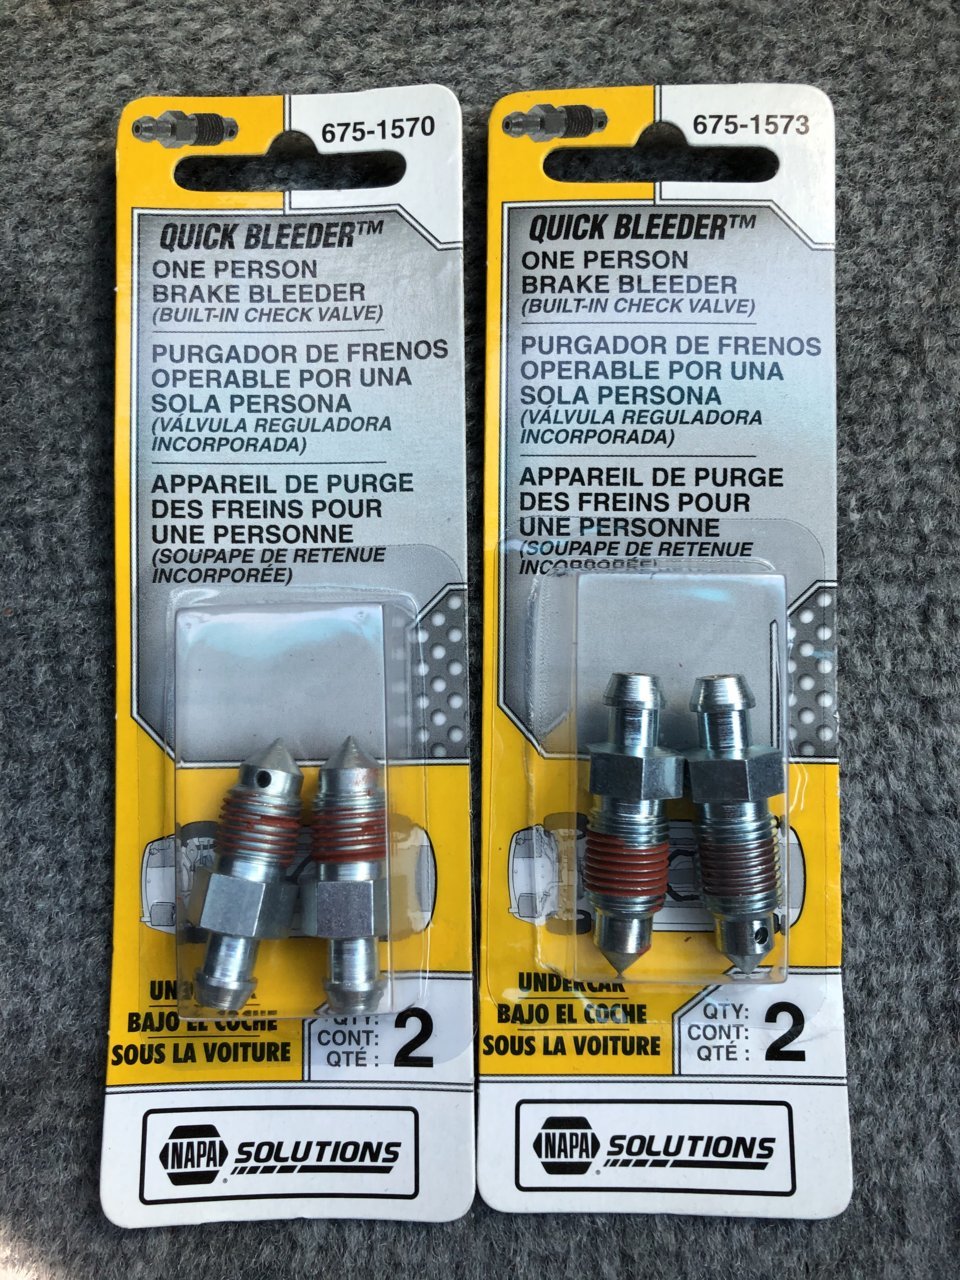 675-1570
QUICK BLEEDER™
ONE PERSON
BRAKE BLEEDER
(BUILT-IN CHECK VALVE)
PURGADOR DE FRENOS
OPERABLE POR UNA
SOLA PERSONA
(VÁLVULA REGULADORA
INCORPORADA)
APPAREIL DE PURGE
DES FREINS POUR
UNE PERSONNE
(SOUPAPE DE RETENUE
INCORPORÉE)
BAJO EL COCHE
SOUS LA VOITURE
QTY:
CONT:
QTÉ :
2
NAPA® SOLUTIONS
675-1573
QUICK BLEEDER™
ONE PERSON
BRAKE BLEEDER
(BUILT-IN CHECK VALVE)
PURGADOR DE FRENOS
OPERABLE POR UNA
SOLA PERSONA
(VÁLVULA REGULADORA
INCORPORADA)
APPAREIL DE PURGE
DES FREINS POUR
UNE PERSONNE
(SOUPAPE DE RETENUE
INCORPORÉE)
UNDERCAR
BAJO EL COCHE
SOUS LA VOITURE
QTY:
CONT:
QTÉ :
2
NAPA® SOLUTIONS